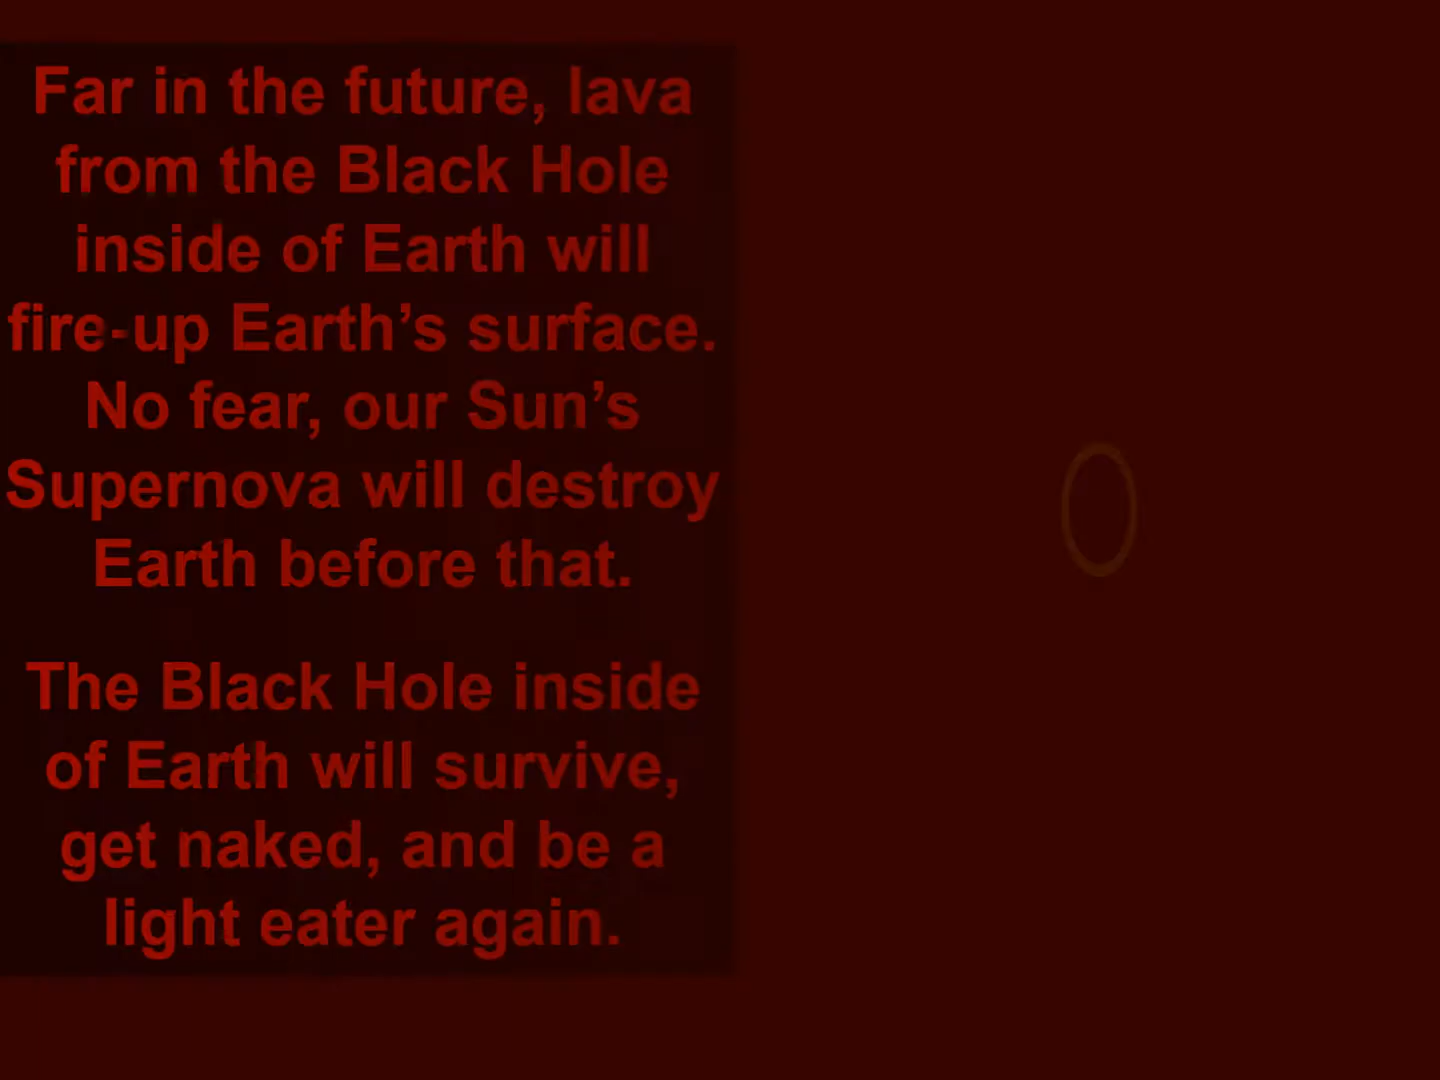 Far in the future, lava
from the Black Hole
inside of Earth will
fire-up Earth’s surface.
No fear, our Sun’s
Supernova will destroy
Earth before that.
The Black Hole inside
of Earth will survive,
get naked, and be a
light eater again.